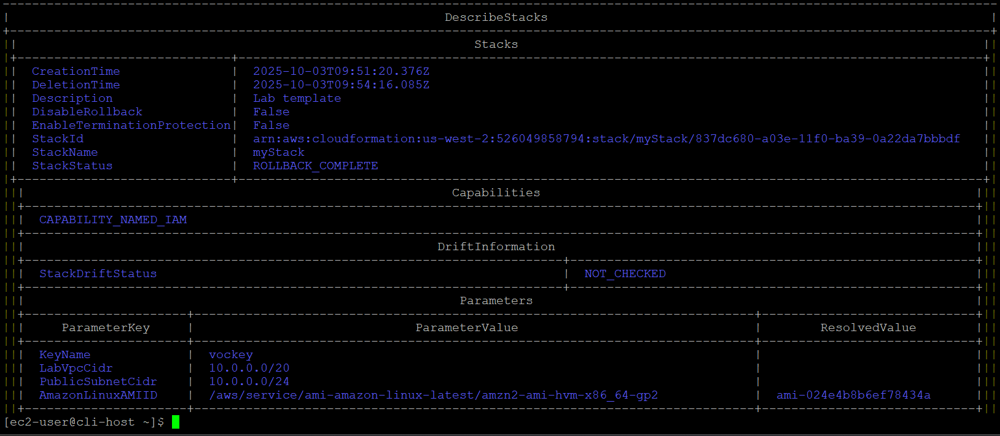 DescribeStacks
Stacks
CreationTime | 2025-10-03T09:51:20.376Z
DeletionTime | 2025-10-03T09:54:16.085Z
Description | Lab template
DisableRollback | False
EnableTerminationProtection| False
StackId | arn:aws:cloudformation:us-west-2:526049858794:stack/myStack/837dc680-a03e-11f0-ba39-0a22da7bbbdf
StackName | myStack
StackStatus | ROLLBACK_COMPLETE
Capabilities
CAPABILITY_NAMED_IAM
DriftInformation
StackDriftStatus | NOT_CHECKED
Parameters
ParameterKey | ParameterValue | ResolvedValue
KeyName | vockey |
LabVpcCidr | 10.0.0.0/20 |
PublicSubnetCidr | 10.0.0.0/24 |
AmazonLinuxAMIID | /aws/service/ami-amazon-linux-latest/amzn2-ami-hvm-x86_64-gp2 | ami-024e4b8b6ef78434a
[ec2-user@cli-host ~]$